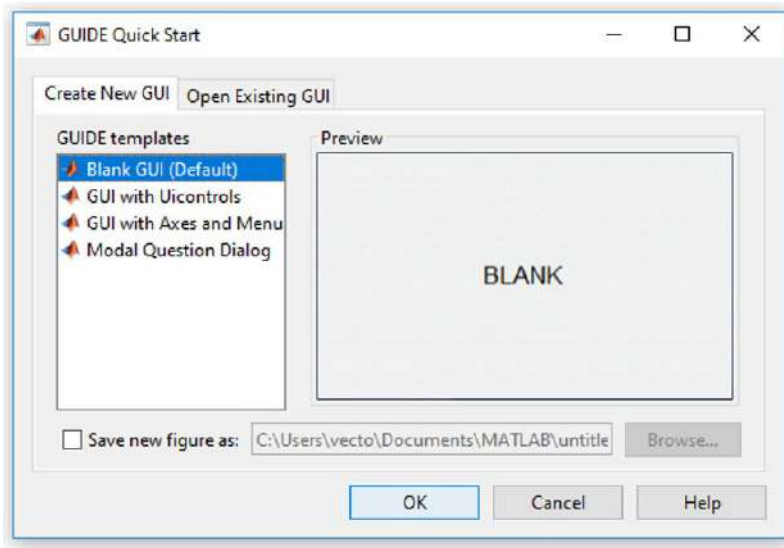 GUIDE Quick Start
Create New GUI
Open Existing GUI
GUIDE templates
Blank GUI (Default)
GUI with Uicontrols
GUI with Axes and Menu
Modal Question Dialog
Preview
BLANK
Save new figure as:
C:\Users\vecto\Documents\MATLAB\untitle
Browse...
OK
Cancel
Help